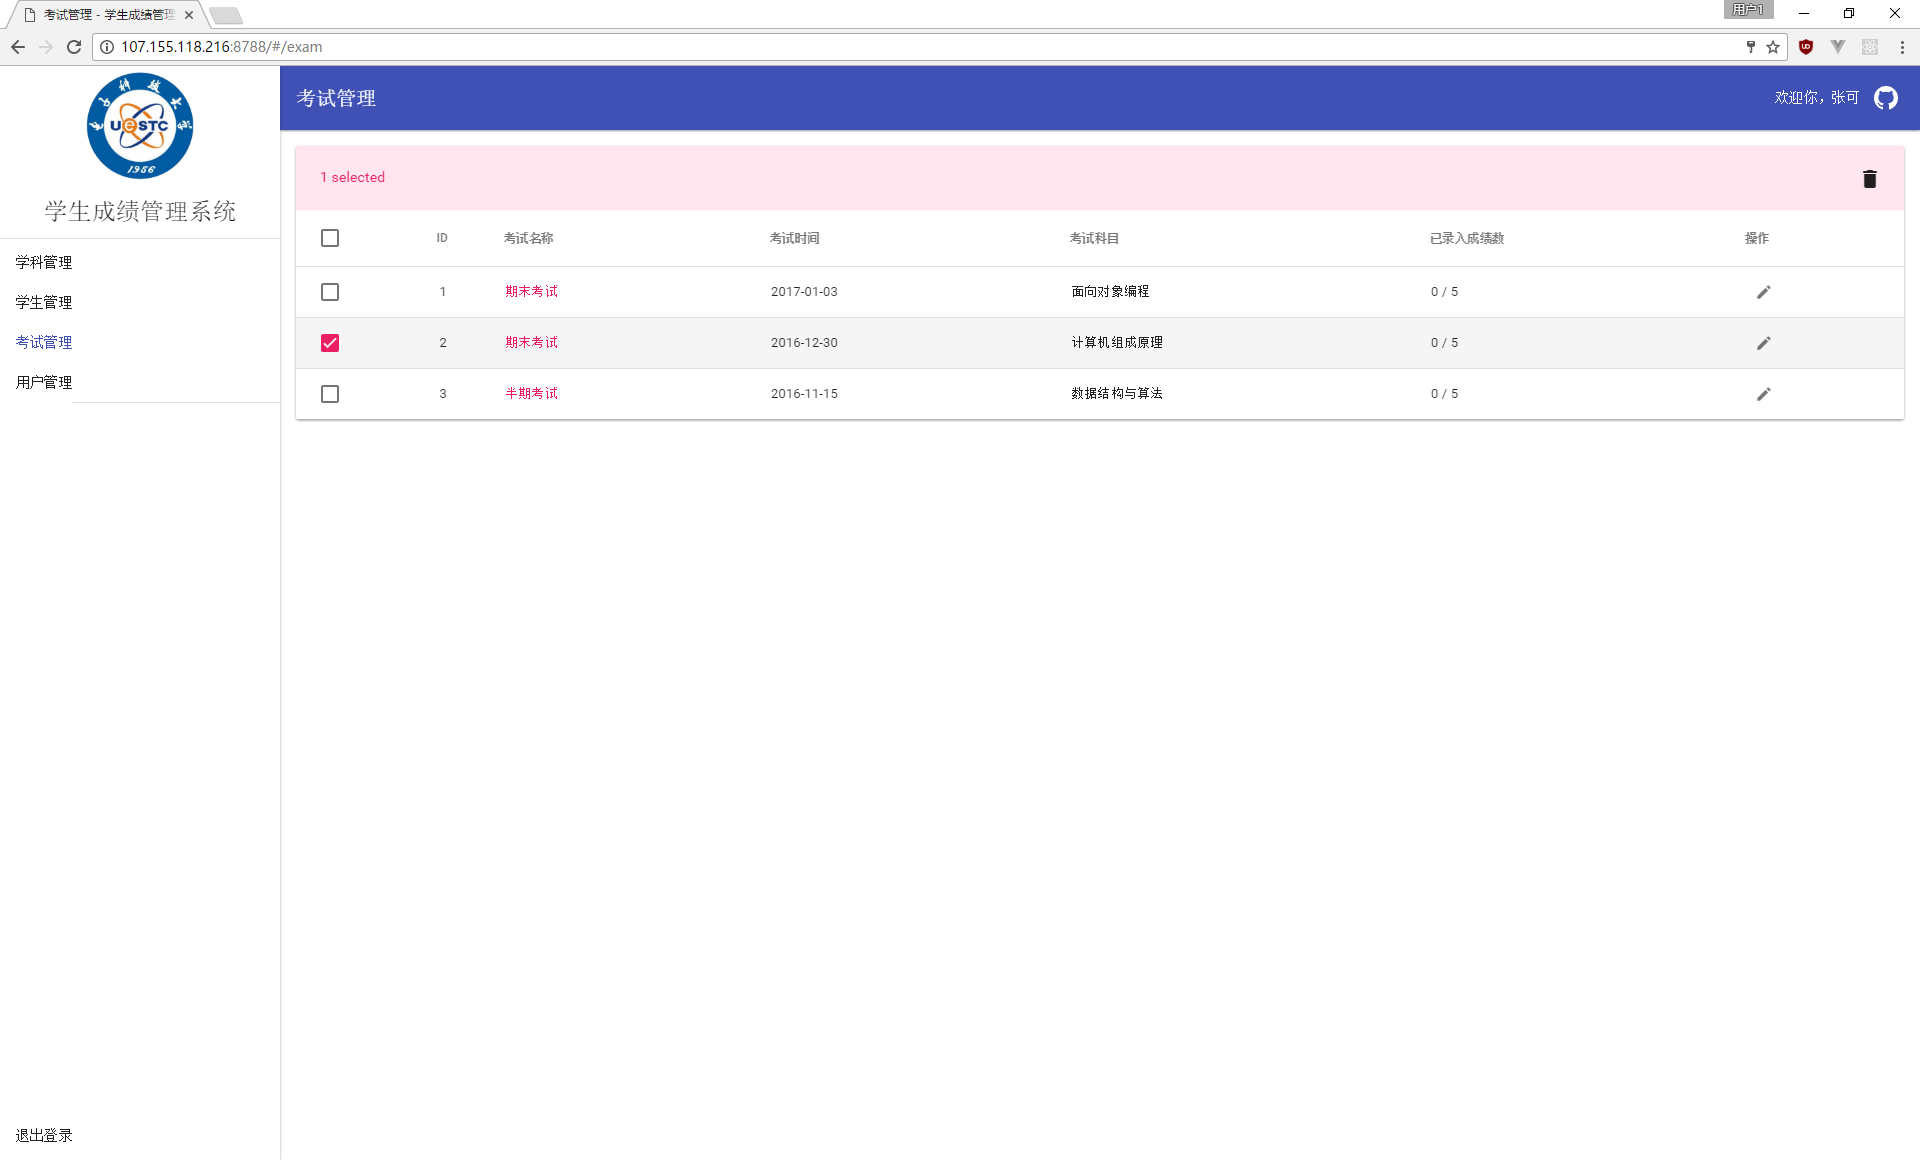 考试管理 - 学生成绩管理
用户1
107.155.118.216:8788/#/exam
UeSTC
1956
学生成绩管理系统
学科管理
学生管理
考试管理
用户管理
退出登录
考试管理
欢迎你，张可
1 selected
ID 考试名称 考试时间 考试科目 已录入成绩数 操作
1 期末考试 2017-01-03 面向对象编程 0 / 5
2 期末考试 2016-12-30 计算机组成原理 0 / 5
3 半期考试 2016-11-15 数据结构与算法 0 / 5